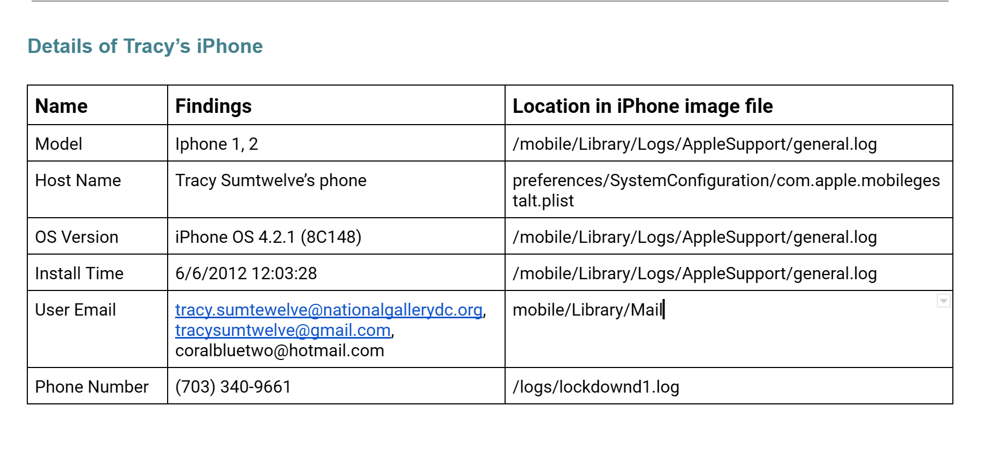 Details of Tracy’s iPhone
Name Findings Location in iPhone image file
Model Iphone 1, 2 /mobile/Library/Logs/AppleSupport/general.log
Host Name Tracy Sumtwelve’s phone preferences/SystemConfiguration/com.apple.mobileges
talt.plist
OS Version iPhone OS 4.2.1 (8C148) /mobile/Library/Logs/AppleSupport/general.log
Install Time 6/6/2012 12:03:28 /mobile/Library/Logs/AppleSupport/general.log
User Email tracy.sumtewelve@nationalgallerydc.org, mobile/Library/Mail
tracysumtwelve@gmail.com,
coralbluetwo@hotmail.com
Phone Number (703) 340-9661 /logs/lockdownd1.log